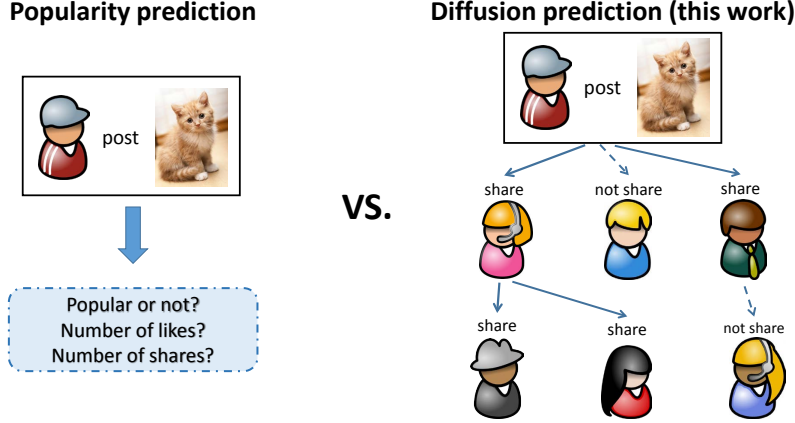 Popularity prediction
post
Popular or not?
Number of likes?
Number of shares?
VS.
Diffusion prediction (this work)
post
share
not share
share
share
share
not share